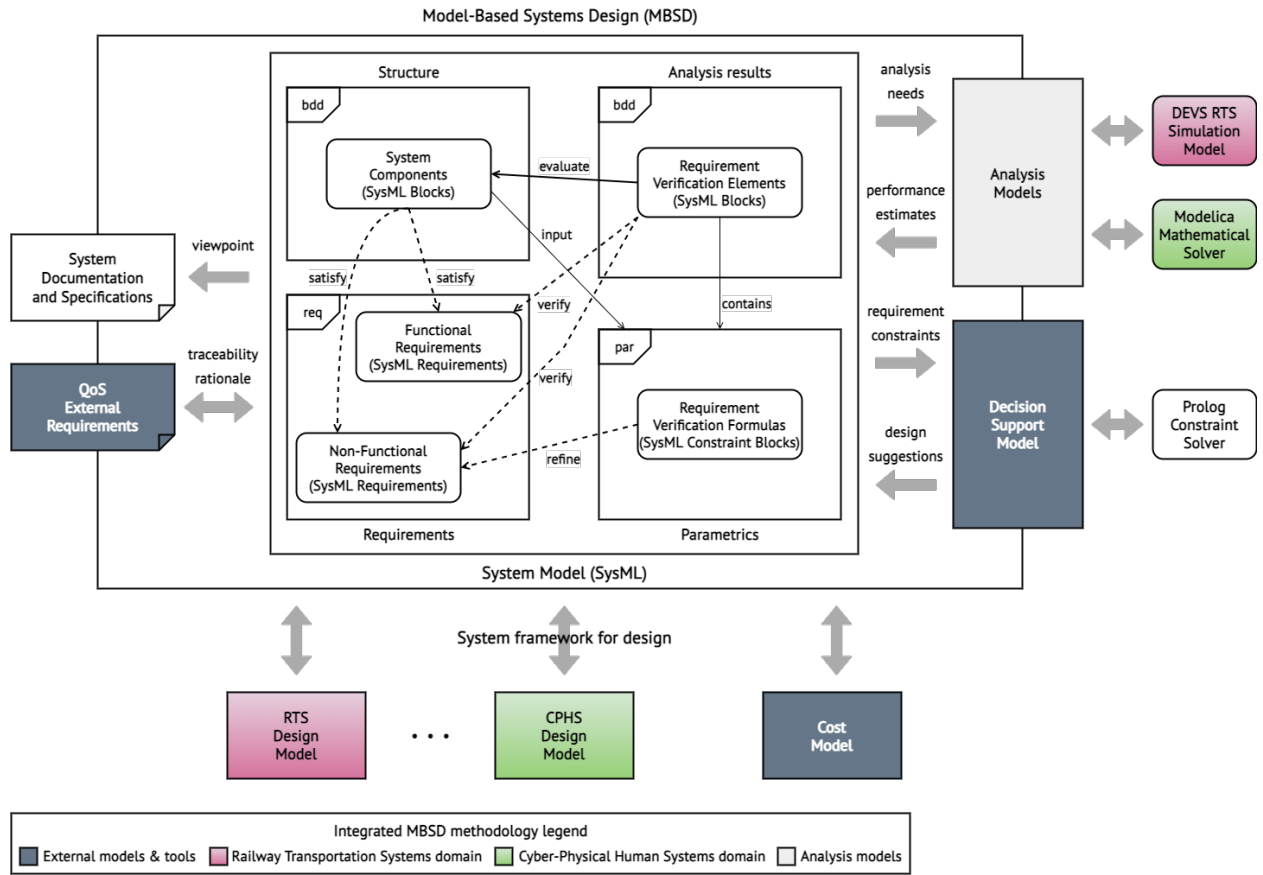 Model-Based Systems Design (MBSD)
Structure
Analysis results
bdd
bdd
System
Components
(SysML Blocks)
Requirement
Verification Elements
(SysML Blocks)
evaluate
input
satisfy
satisfy
verify
contains
verify
req
Functional
Requirements
(SysML Requirements)
Non-Functional
Requirements
(SysML Requirements)
refine
par
Requirement
Verification Formulas
(SysML Constraint Blocks)
Requirements
Parametrics
System Model (SysML)
System
Documentation
and Specifications
viewpoint
QoS
External
Requirements
traceability
rationale
analysis
needs
performance
estimates
requirement
constraints
design
suggestions
Analysis
Models
Decision
Support
Model
DEVS RTS
Simulation
Model
Modelica
Mathematical
Solver
Prolog
Constraint
Solver
System framework for design
RTS
Design
Model
...
CPHS
Design
Model
Cost
Model
Integrated MBSD methodology legend
External models & tools
Railway Transportation Systems domain
Cyber-Physical Human Systems domain
Analysis models